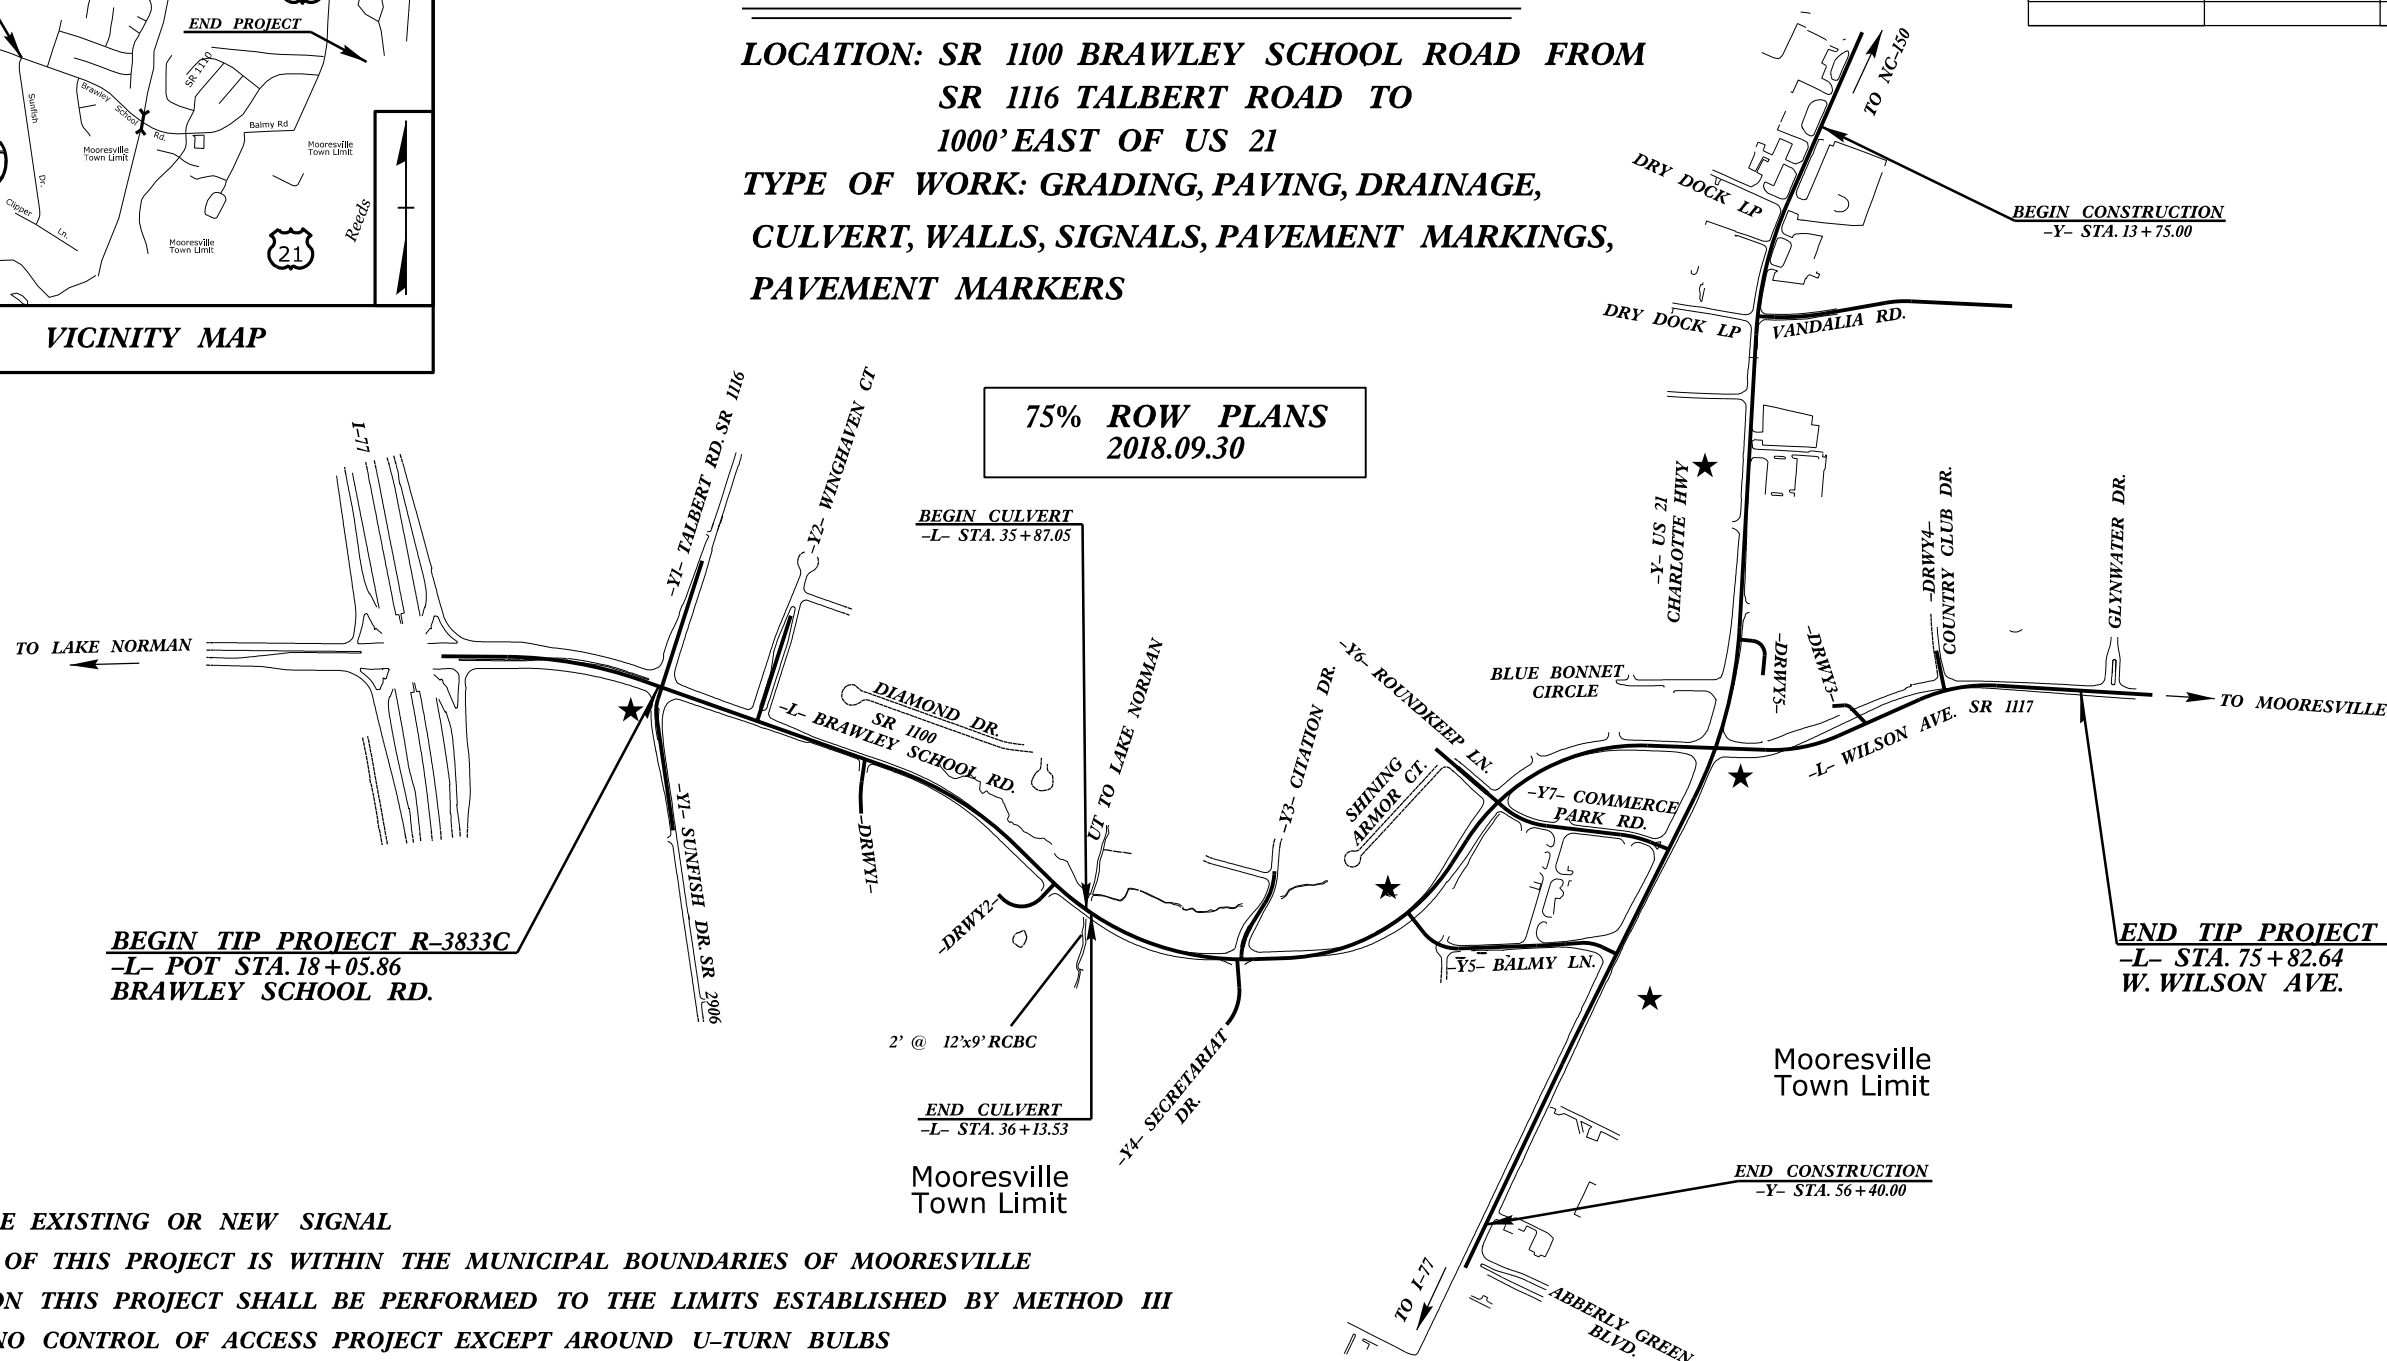 END PROJECT
SR 1110
Sunfish
Dr.
Brawley
School
Rd.
Balmy Rd
Mooresville
Town Limit
Mooresville
Town Limit
Clipper
Ln.
Mooresville
Town Limit
21
Reeds
VICINITY MAP
LOCATION: SR 1100 BRAWLEY SCHOOL ROAD FROM
SR 1116 TALBERT ROAD TO
1000' EAST OF US 21
TYPE OF WORK: GRADING, PAVING, DRAINAGE,
CULVERT, WALLS, SIGNALS, PAVEMENT MARKINGS,
PAVEMENT MARKERS
75% ROW PLANS
2018.09.30
TO NC-150
DRY DOCK LP
BEGIN CONSTRUCTION
-Y- STA. 13+75.00
DRY DOCK LP
VANDALIA RD.
I-77
-Y1- TALBERT RD. SR 1116
-Y2- WINGHAVEN CT
BEGIN CULVERT
-L- STA. 35+87.05
-Y- US 21
CHARLOTTE HWY
-DRWY4-
COUNTRY CLUB DR.
GLYNWATER DR.
TO LAKE NORMAN
DIAMOND DR.
SR 1100
-L- BRAWLEY SCHOOL RD.
UT TO LAKE NORMAN
-Y3- CITATION DR.
-Y6- ROUNDKEEP LN.
BLUE BONNET
CIRCLE
-DRWY5-
-DRWY3-
-L- WILSON AVE. SR 1117
TO MOORESVILLE
SHINING
ARMOR CT.
-Y7- COMMERCE
PARK RD.
-Y1- SUNFISH DR. SR 2906
-DRWY1-
-DRWY2-
-Y5- BALMY LN.
BEGIN TIP PROJECT R-3833C
-L- POT STA. 18+05.86
BRAWLEY SCHOOL RD.
END TIP PROJECT
-L- STA. 75+82.64
W. WILSON AVE.
2' @ 12'x9' RCBC
-Y4- SECRETARIAT
DR.
END CULVERT
-L- STA. 36+13.53
Mooresville
Town Limit
Mooresville
Town Limit
END CONSTRUCTION
-Y- STA. 56+40.00
TO I-77
ABBERLY GREEN
BLVD.
E EXISTING OR NEW SIGNAL
OF THIS PROJECT IS WITHIN THE MUNICIPAL BOUNDARIES OF MOORESVILLE
ON THIS PROJECT SHALL BE PERFORMED TO THE LIMITS ESTABLISHED BY METHOD III
NO CONTROL OF ACCESS PROJECT EXCEPT AROUND U-TURN BULBS